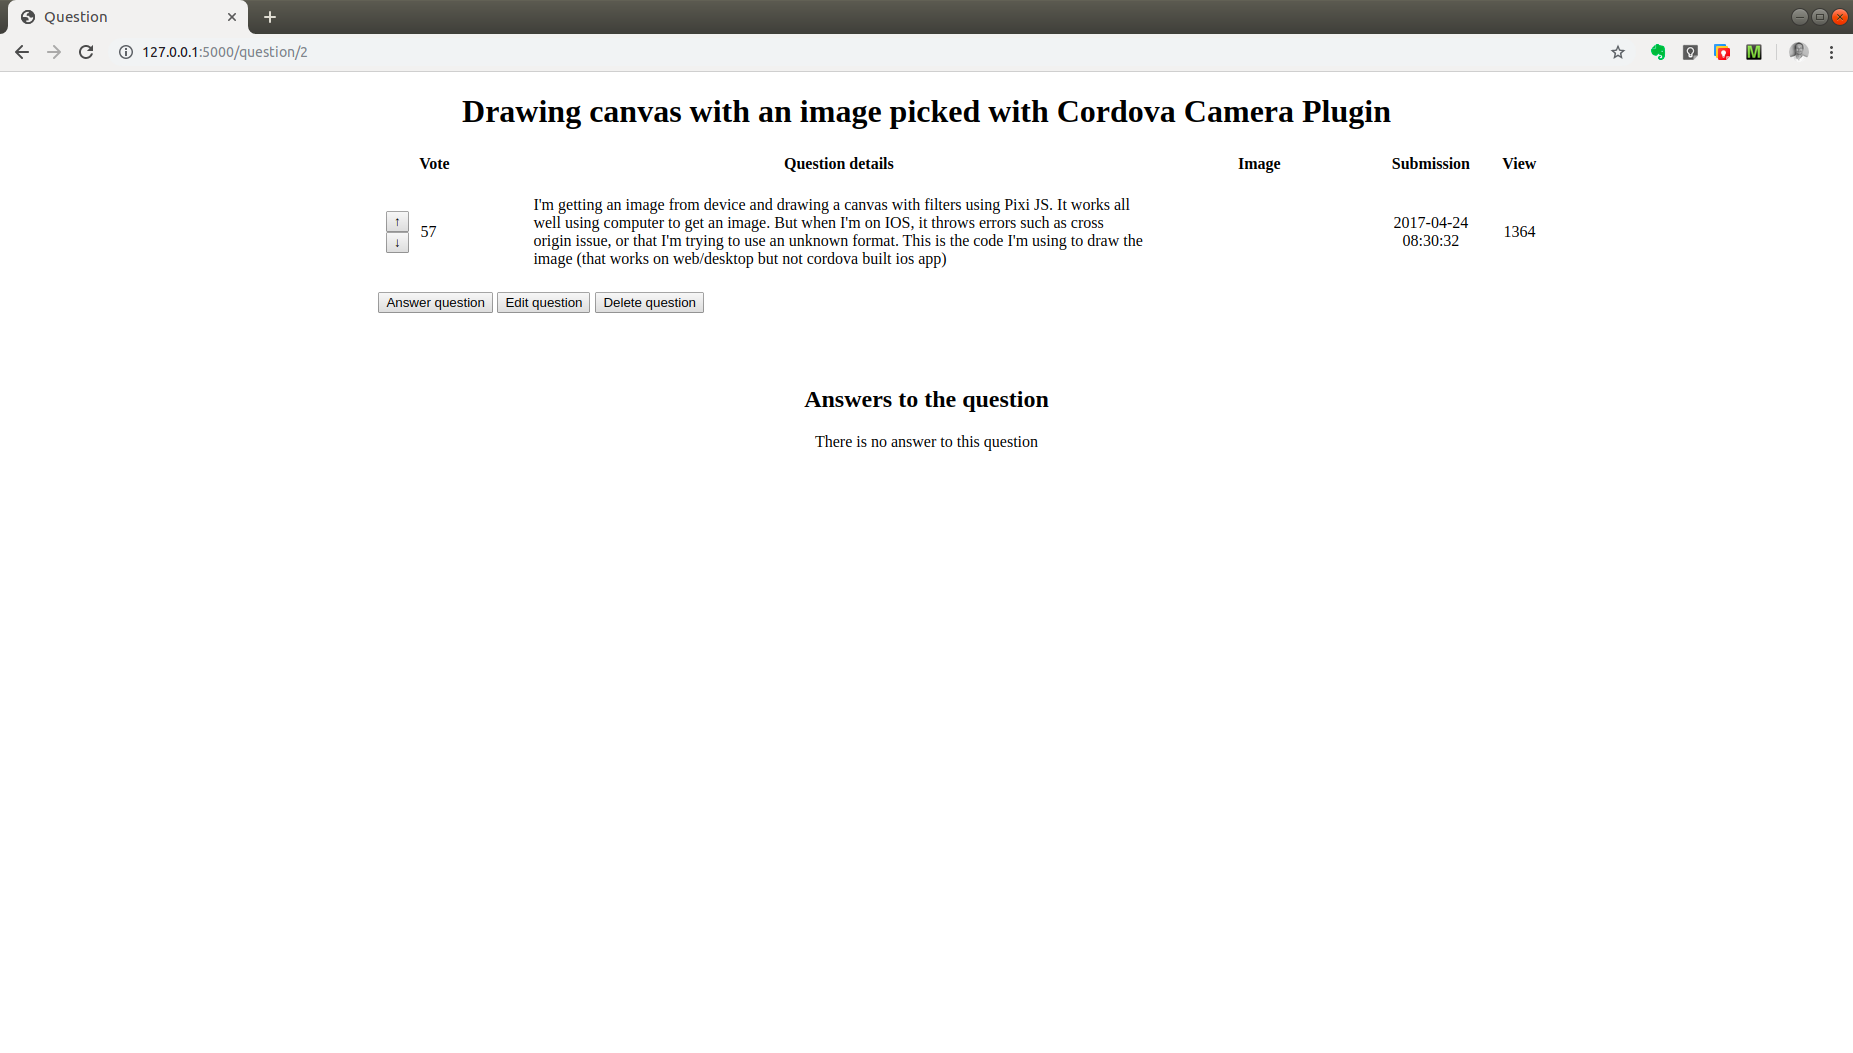 Question
127.0.0.1:5000/question/2
M
Drawing canvas with an image picked with Cordova Camera Plugin
Vote Question details Image Submission View
↑
↓
57
I'm getting an image from device and drawing a canvas with filters using Pixi JS. It works all
well using computer to get an image. But when I'm on IOS, it throws errors such as cross
origin issue, or that I'm trying to use an unknown format. This is the code I'm using to draw the
image (that works on web/desktop but not cordova built ios app)
2017-04-24
08:30:32
1364
Answer question Edit question Delete question
Answers to the question
There is no answer to this question